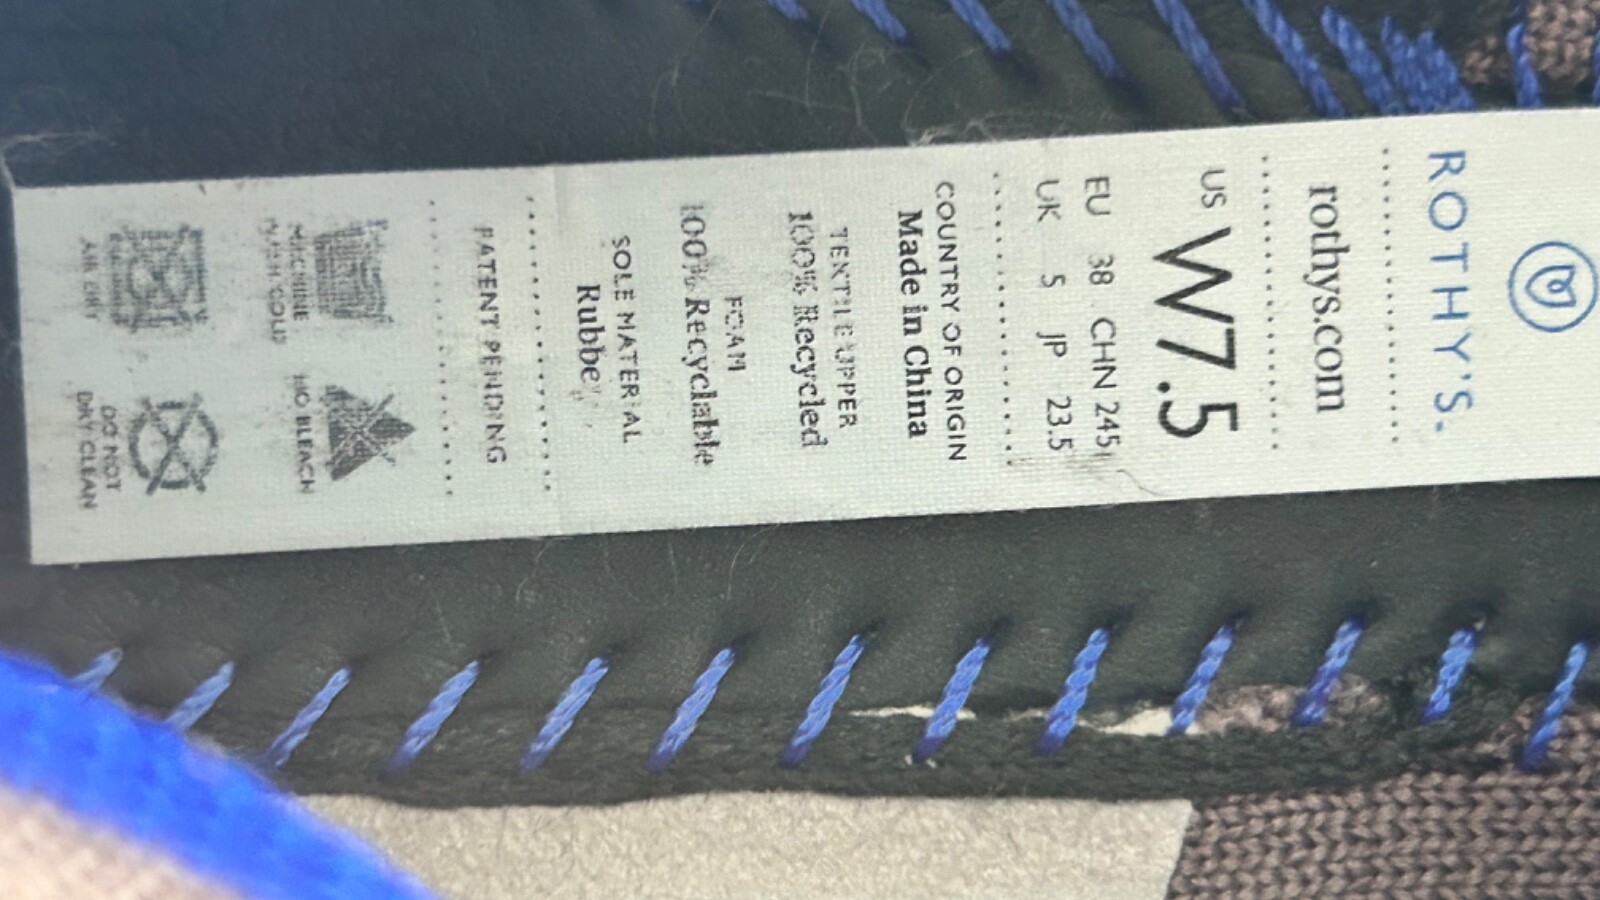 ROTHY'S.
rothys.com
US W7.5
EU 38 CHN 245
UK 5 JP 23.5
COUNTRY OF ORIGIN
Made in China
TEXTILE UPPER
100% Recycled
FOAM
100% Recyclable
SOLE MATERIAL
Rubber
PATENT PENDING
MACHINE
WASH COLD
NO BLEACH
AIR DRY
DO NOT
DRY CLEAN